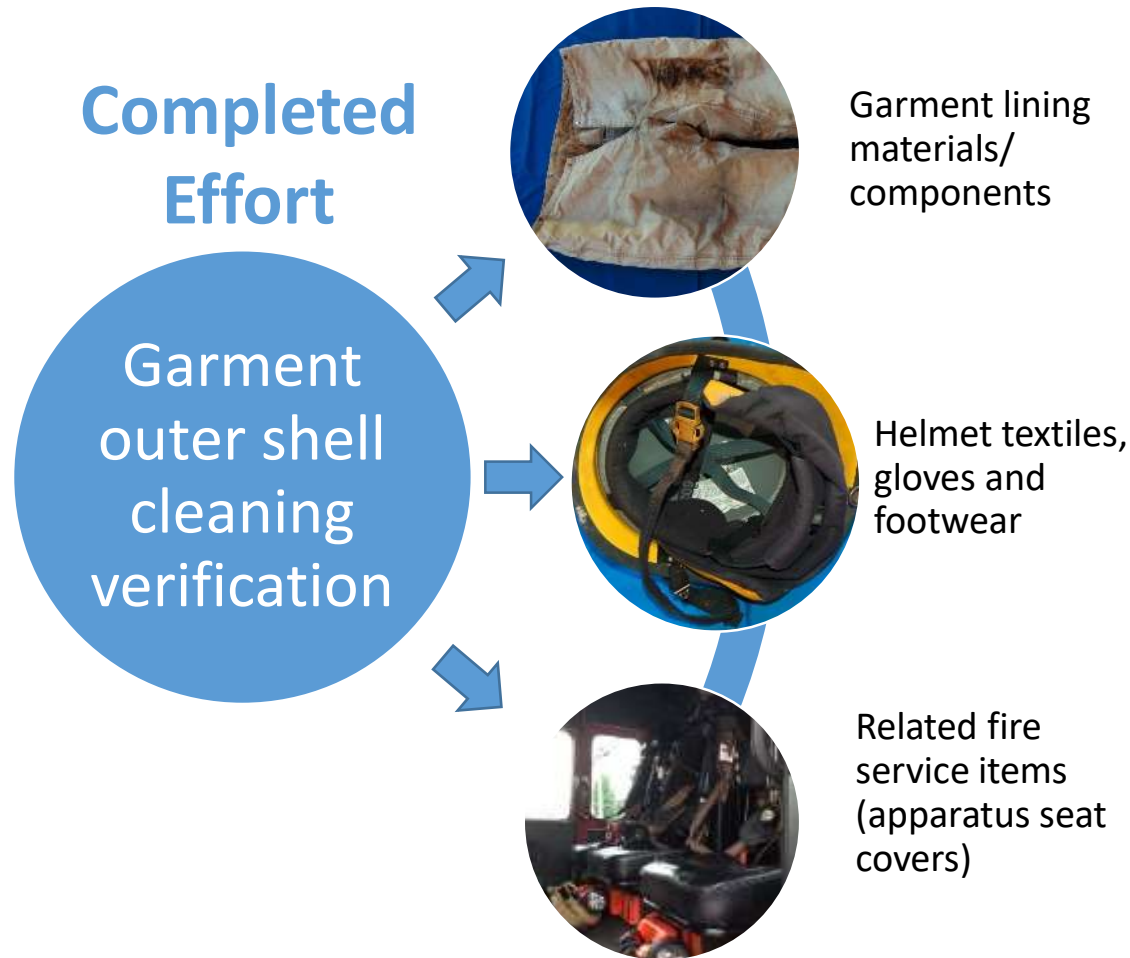 Completed
Effort
Garment
outer shell
cleaning
verification
Garment lining
materials/
components
Helmet textiles,
gloves and
footwear
Related fire
service items
(apparatus seat
covers)